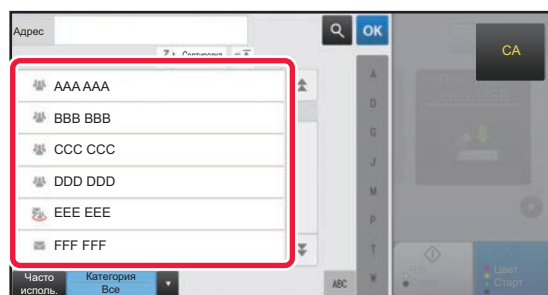 Адрес
OK
CA
Сортировка
AAA AAA
BBB BBB
CCC CCC
DDD DDD
EEE EEE
FFF FFF
A
D
G
J
M
P
T
W
Часто
использ.
Категория
Все
ABC
Ч/Б
Старт
Цвет
Старт